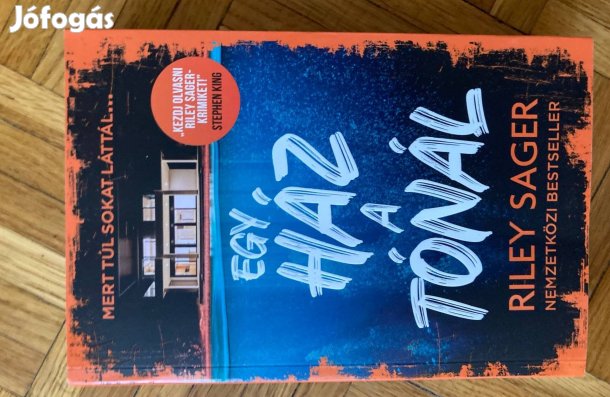 Jófogás
MERT TÚL SOKAT LÁTTÁL...
„KEZDJ OLVASNI
RILEY SAGER-
KRIMIKET!"
STEPHEN KING
EGY
HÁZ
A
TÓNÁL
RILEY SAGER
NEMZETKÖZI BESTSELLER